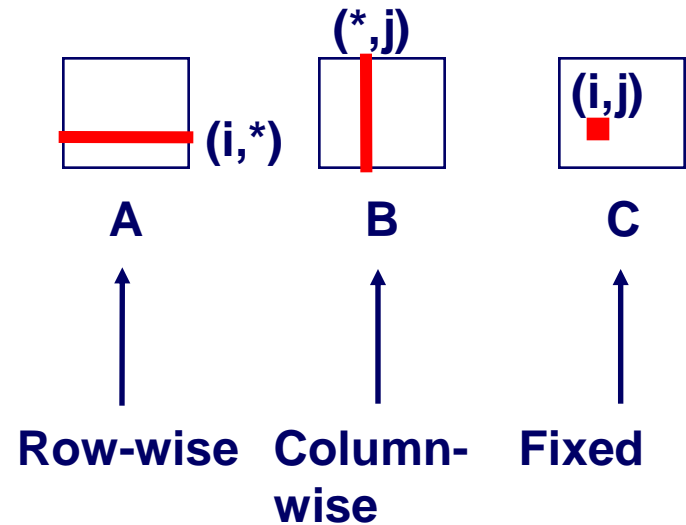 (*,j)
(i,*)
(i,j)
A B C
Row-wise Column-wise Fixed